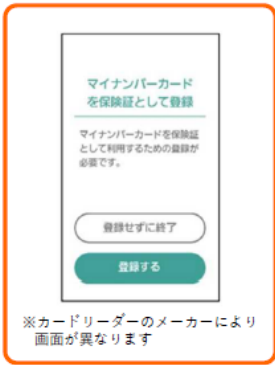 マイナンバーカード
を保険証として登録
マイナンバーカードを保険証
として利用するための登録が
必要です。
登録せずに終了
登録する
※カードリーダーのメーカーにより
画面が異なります